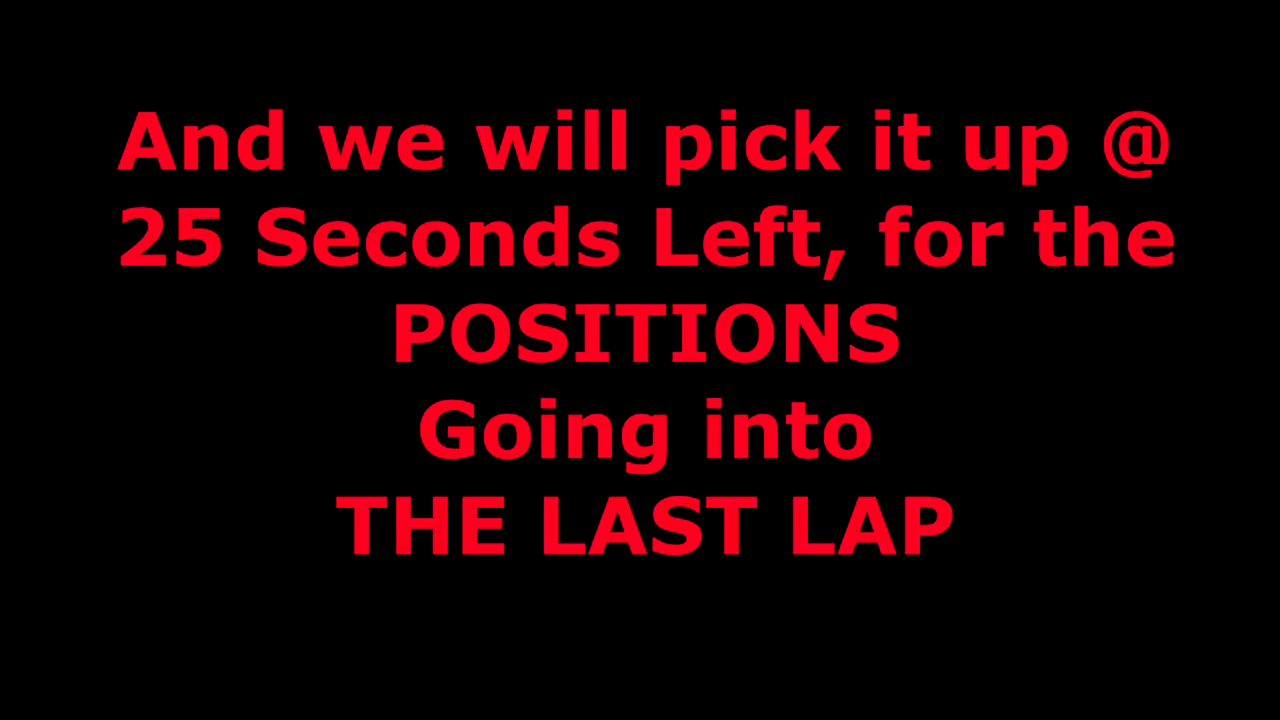 And we will pick it up @
25 Seconds Left, for the
POSITIONS
Going into
THE LAST LAP